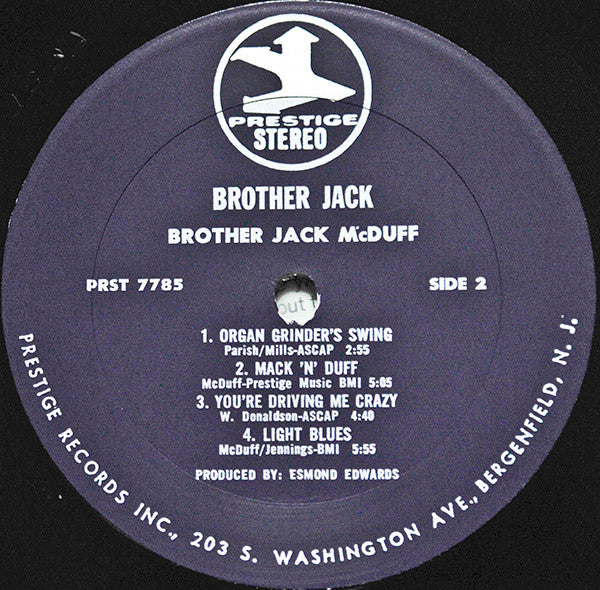 PRESTIGE
STEREO
BROTHER JACK
BROTHER JACK McDUFF
PRST 7785
SIDE 2
out
1. ORGAN GRINDER'S SWING
Parish/Mills-ASCAP 2:55
2. MACK 'N' DUFF
McDuff-Prestige Music BMI 5:05
3. YOU'RE DRIVING ME CRAZY
W. Donaldson-ASCAP 4:40
4. LIGHT BLUES
McDuff/Jennings-BMI 5:55
PRODUCED BY: ESMOND EDWARDS
PRESTIGE RECORDS INC., 203 S. WASHINGTON AVE., BERGENFIELD, N. J.